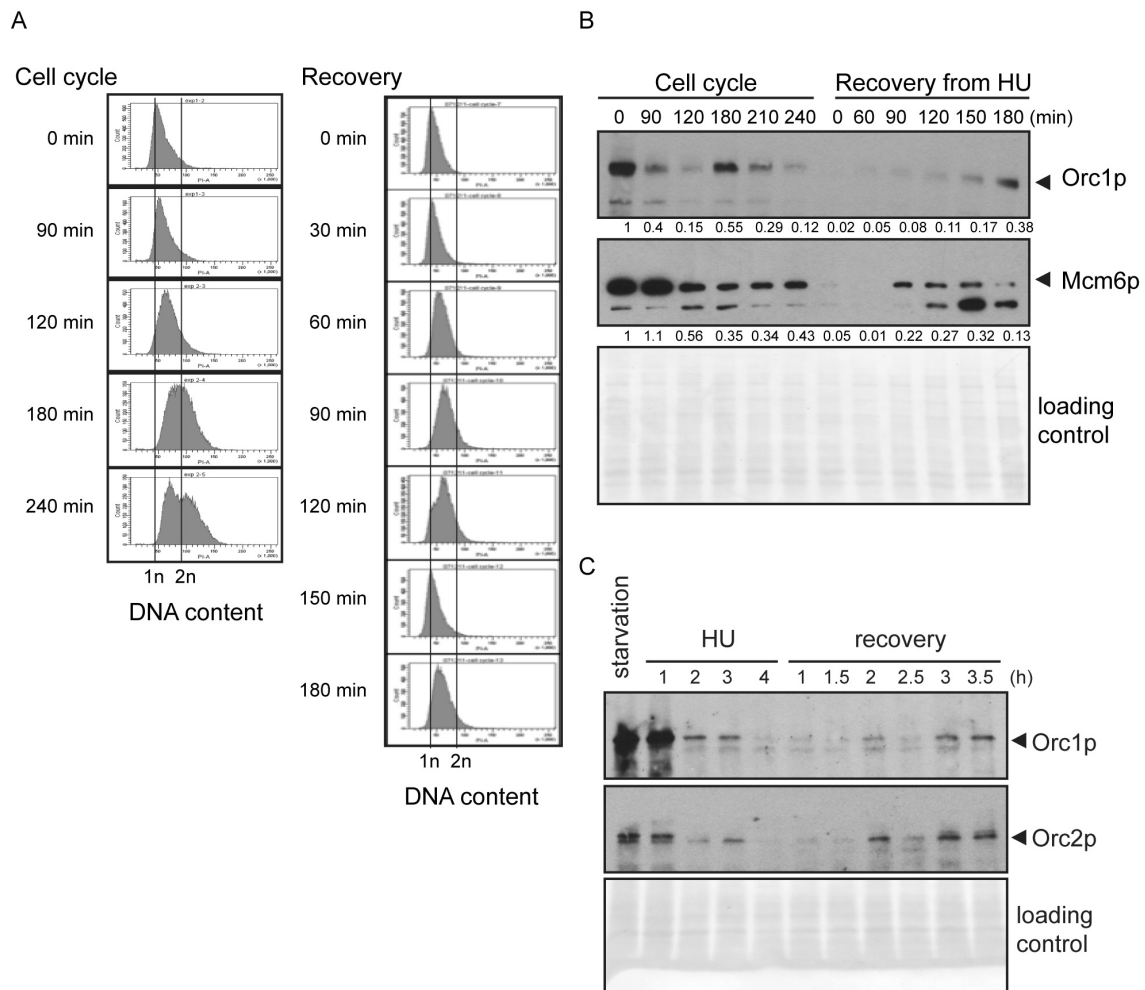 A
Cell cycle
0 min
90 min
120 min
180 min
240 min
1n 2n
DNA content
Recovery
0 min
30 min
60 min
90 min
120 min
150 min
180 min
1n 2n
DNA content
B
Cell cycle Recovery from HU
0 90 120 180 210 240 0 60 90 120 150 180 (min)
Orc1p
1 0.4 0.15 0.55 0.29 0.12 0.02 0.05 0.08 0.11 0.17 0.38
Mcm6p
1 1.1 0.56 0.35 0.34 0.43 0.05 0.01 0.22 0.27 0.32 0.13
loading
control
C
starvation
HU recovery
1 2 3 4 1 1.5 2 2.5 3 3.5 (h)
Orc1p
Orc2p
loading
control